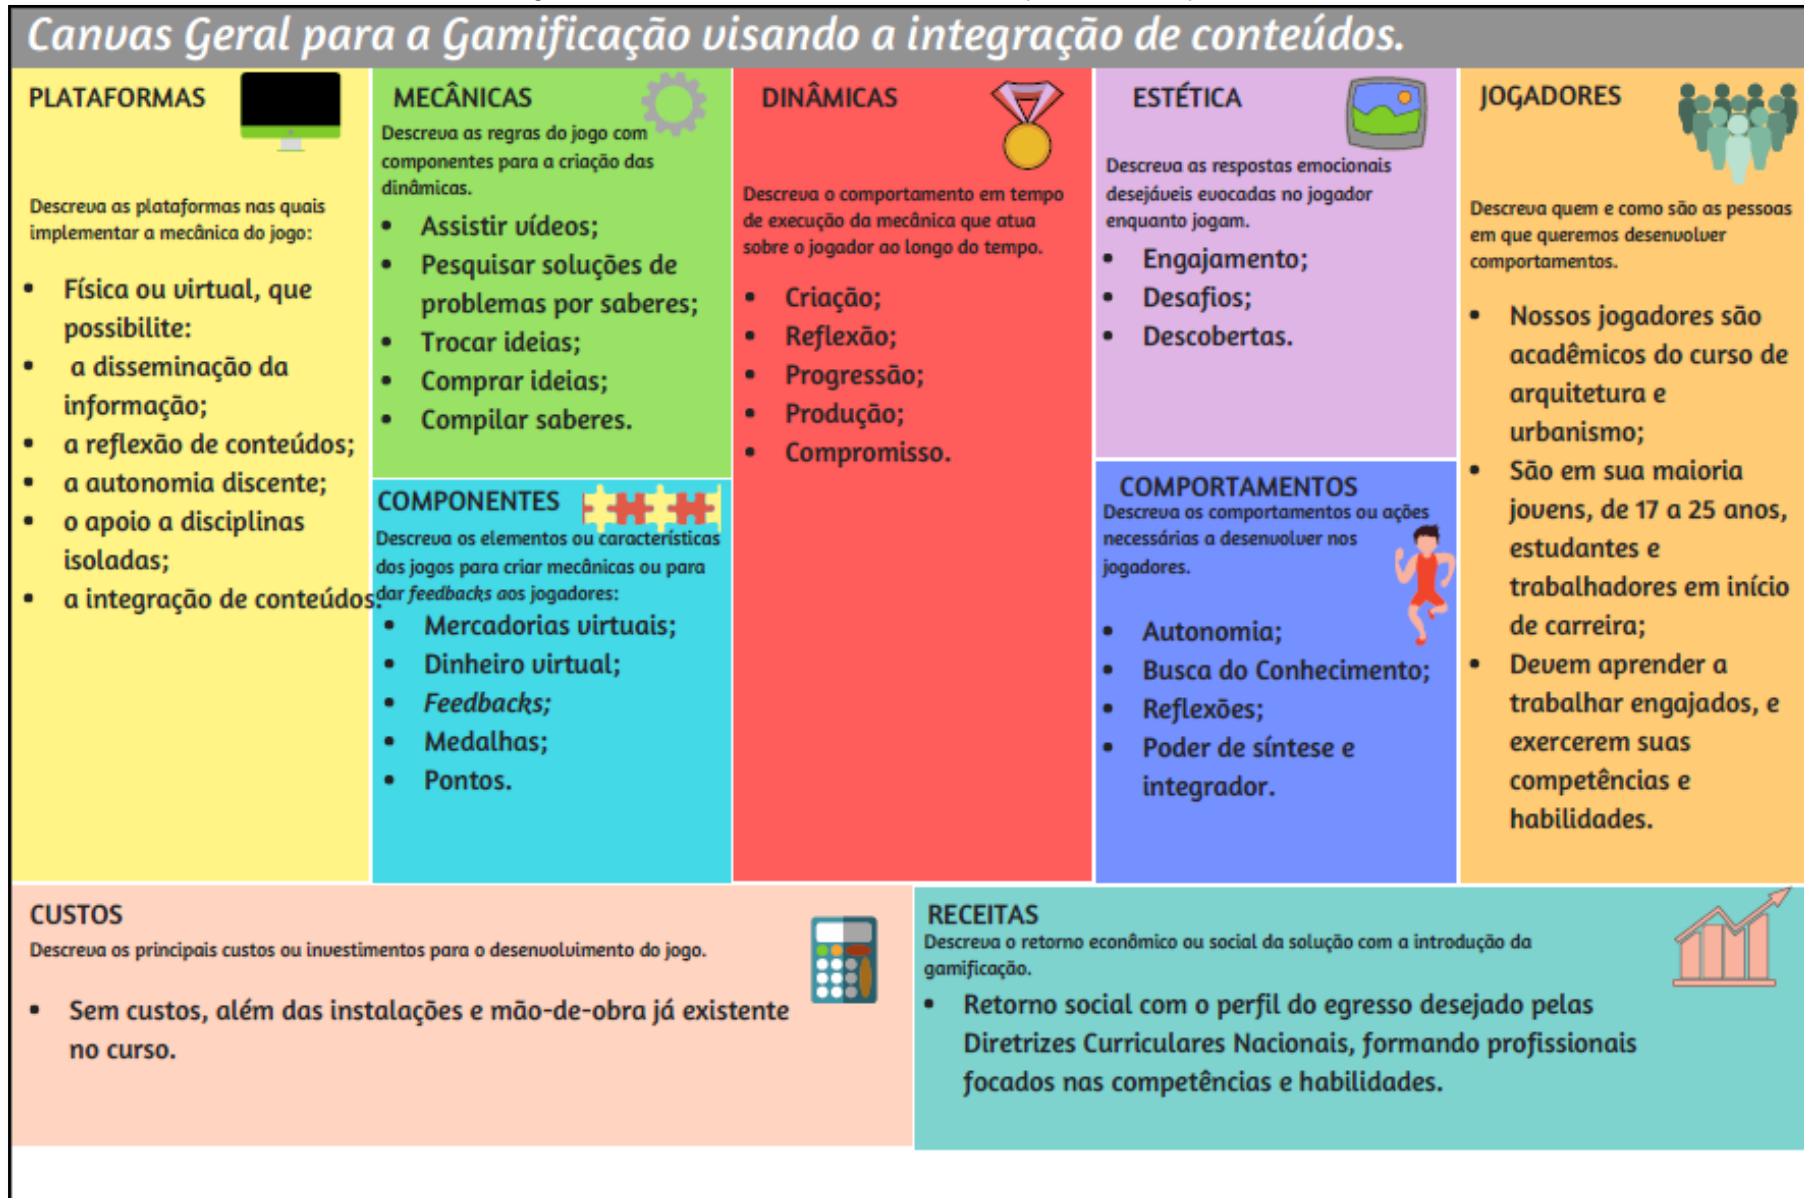 Canvas Geral para a Gamificação visando a integração de conteúdos.
PLATAFORMAS
Descreva as plataformas nas quais
implementar a mecânica do jogo:
• Física ou virtual, que
possibilite:
• a disseminação da
informação;
• a reflexão de conteúdos;
• a autonomia discente;
• o apoio a disciplinas
isoladas;
• a integração de conteúdos.
MECÂNICAS
Descreva as regras do jogo com
componentes para a criação das
dinâmicas.
• Assistir vídeos;
• Pesquisar soluções de
problemas por saberes;
• Trocar ideias;
• Comprar ideias;
• Compilar saberes.
COMPONENTES
Descreva os elementos ou características
dos jogos para criar mecânicas ou para
dar feedbacks aos jogadores:
• Mercadorias virtuais;
• Dinheiro virtual;
• Feedbacks;
• Medalhas;
• Pontos.
DINÂMICAS
Descreva o comportamento em tempo
de execução da mecânica que atua
sobre o jogador ao longo do tempo.
• Criação;
• Reflexão;
• Progressão;
• Produção;
• Compromisso.
ESTÉTICA
Descreva as respostas emocionais
desejáveis evocadas no jogador
enquanto jogam.
• Engajamento;
• Desafios;
• Descobertas.
COMPORTAMENTOS
Descreva os comportamentos ou ações
necessárias a desenvolver nos
jogadores.
• Autonomia;
• Busca do Conhecimento;
• Reflexões;
• Poder de síntese e
integrador.
JOGADORES
Descreva quem e como são as pessoas
em que queremos desenvolver
comportamentos.
• Nossos jogadores são
acadêmicos do curso de
arquitetura e
urbanismo;
• São em sua maioria
jovens, de 17 a 25 anos,
estudantes e
trabalhadores em início
de carreira;
• Devem aprender a
trabalhar engajados, e
exercerem suas
competências e
habilidades.
CUSTOS
Descreva os principais custos ou investimentos para o desenvolvimento do jogo.
• Sem custos, além das instalações e mão-de-obra já existente
no curso.
RECEITAS
Descreva o retorno econômico ou social da solução com a introdução da
gamificação.
• Retorno social com o perfil do egresso desejado pelas
Diretrizes Curriculares Nacionais, formando profissionais
focados nas competências e habilidades.